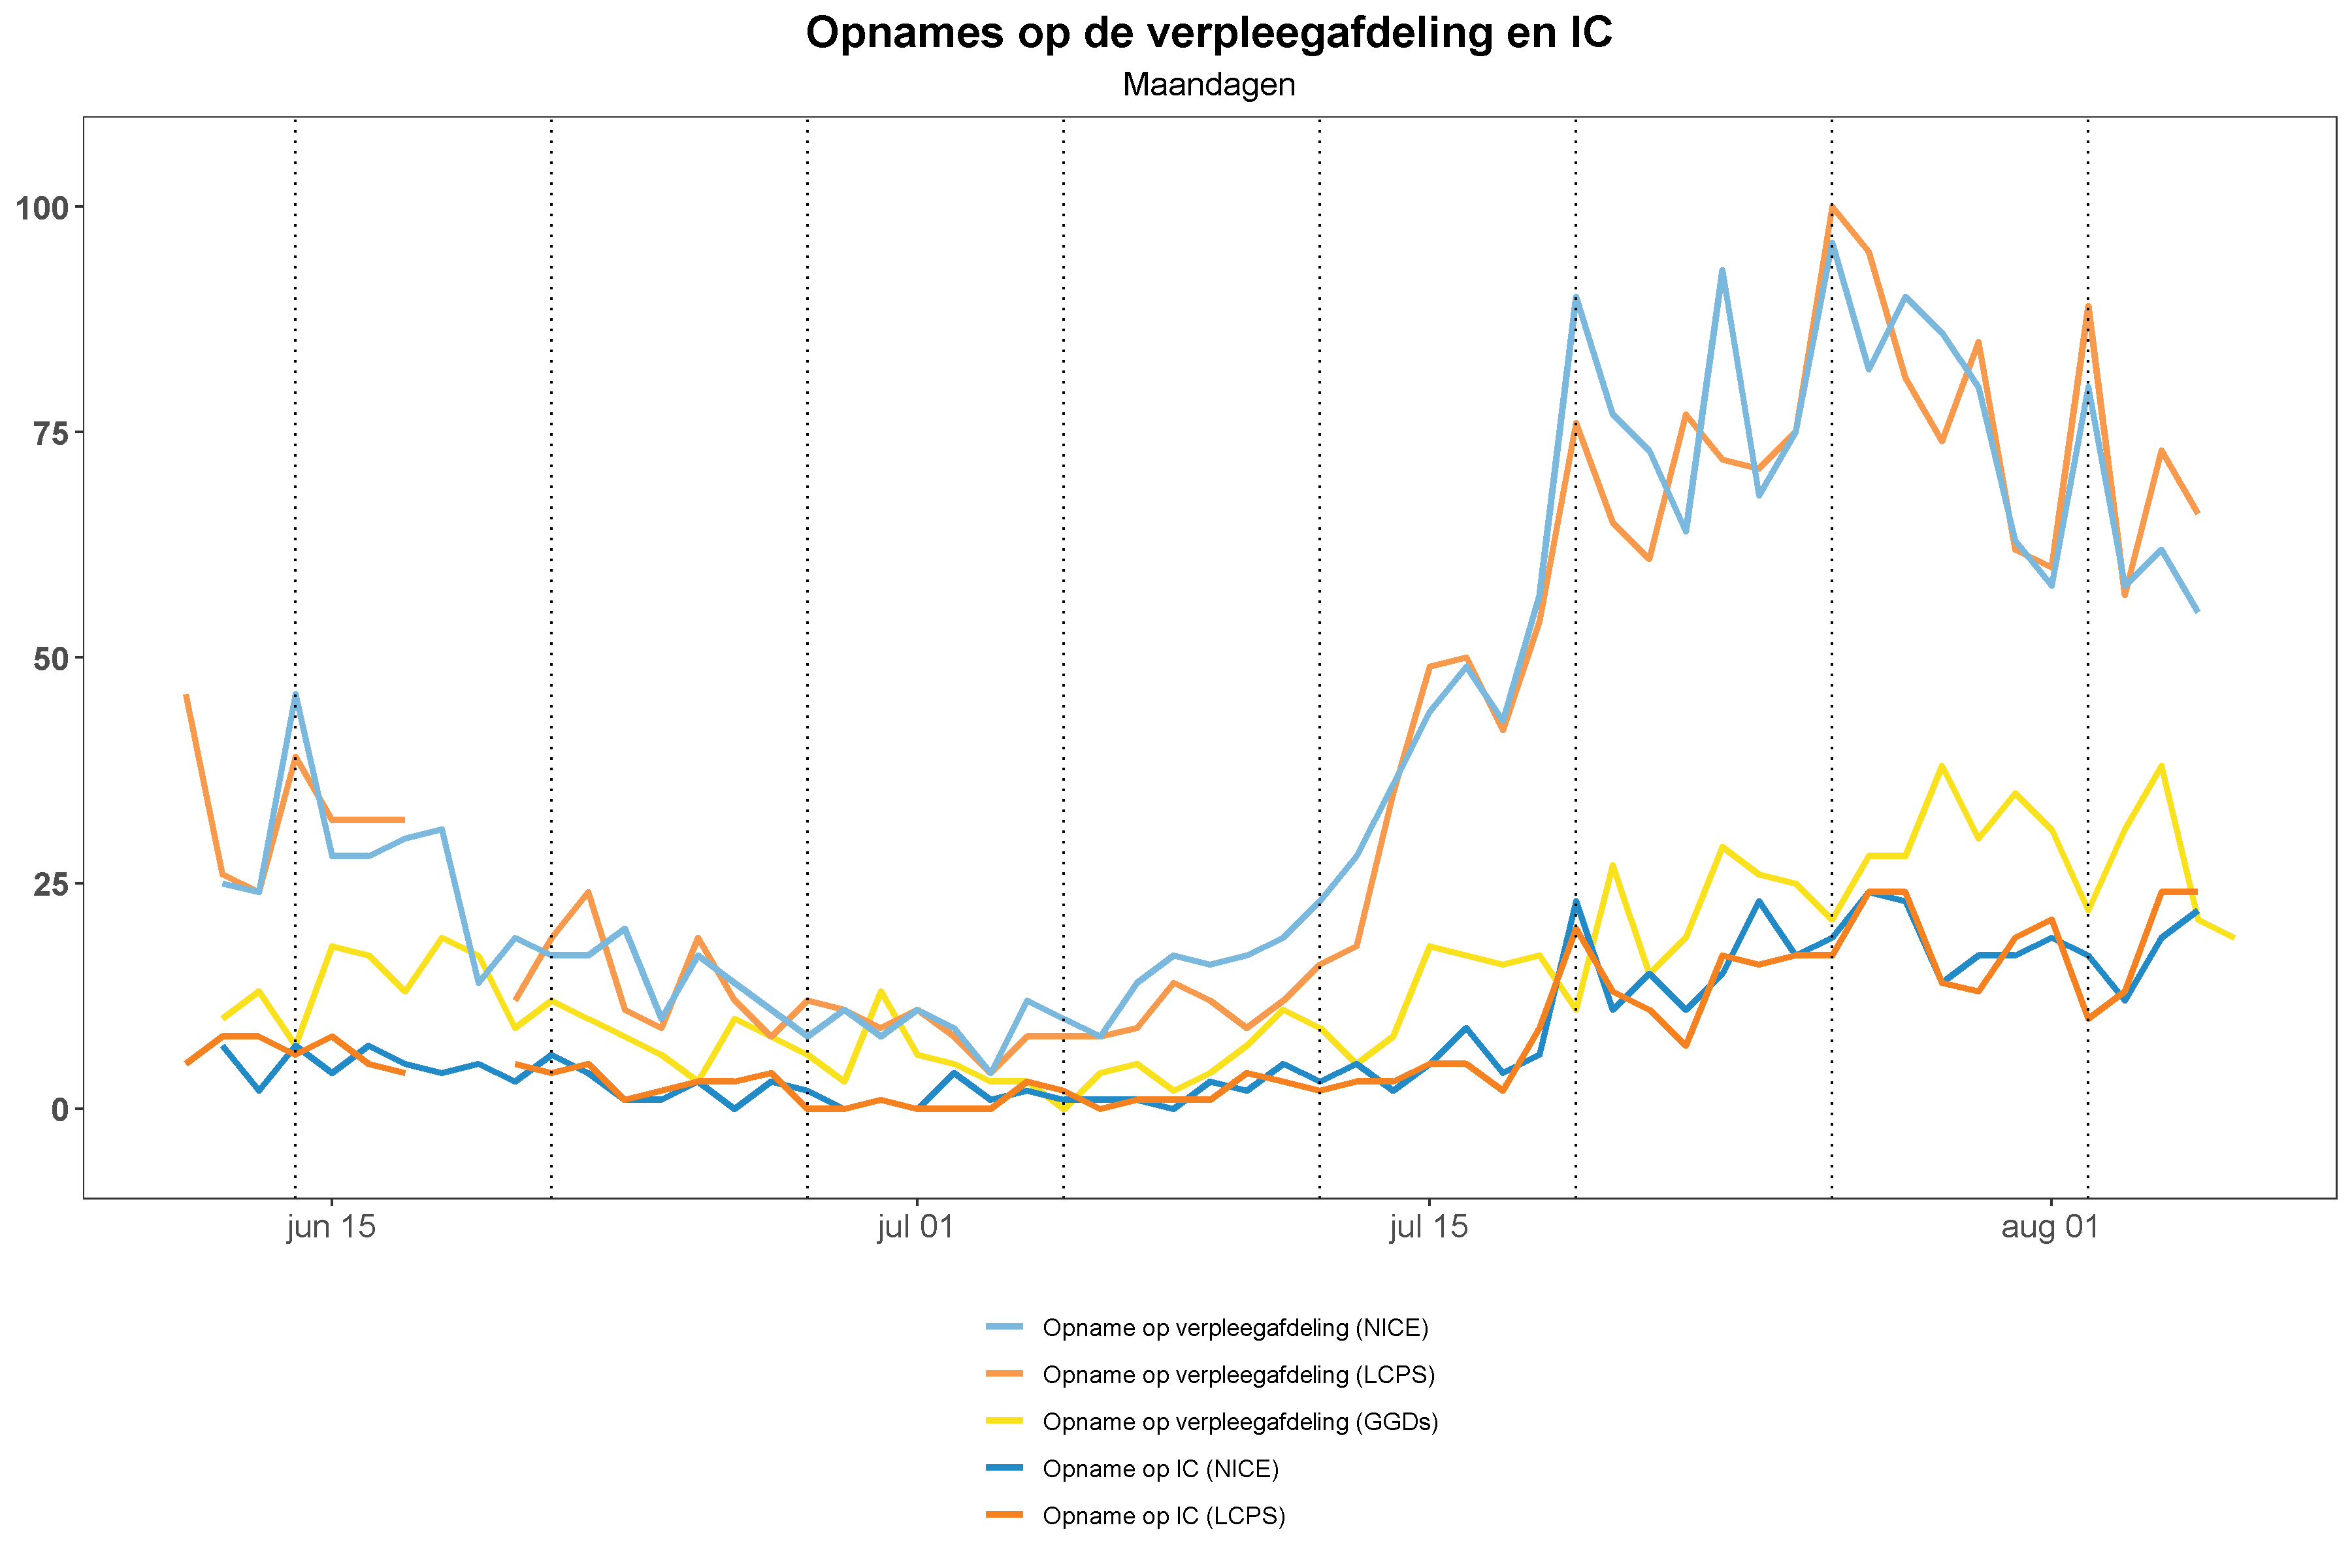 Opnames op de verpleegafdeling en IC
Maandagen
100
75
50
25
0
jun 15
jul 01
jul 15
aug 01
Opname op verpleegafdeling (NICE)
Opname op verpleegafdeling (LCPS)
Opname op verpleegafdeling (GGDs)
Opname op IC (NICE)
Opname op IC (LCPS)